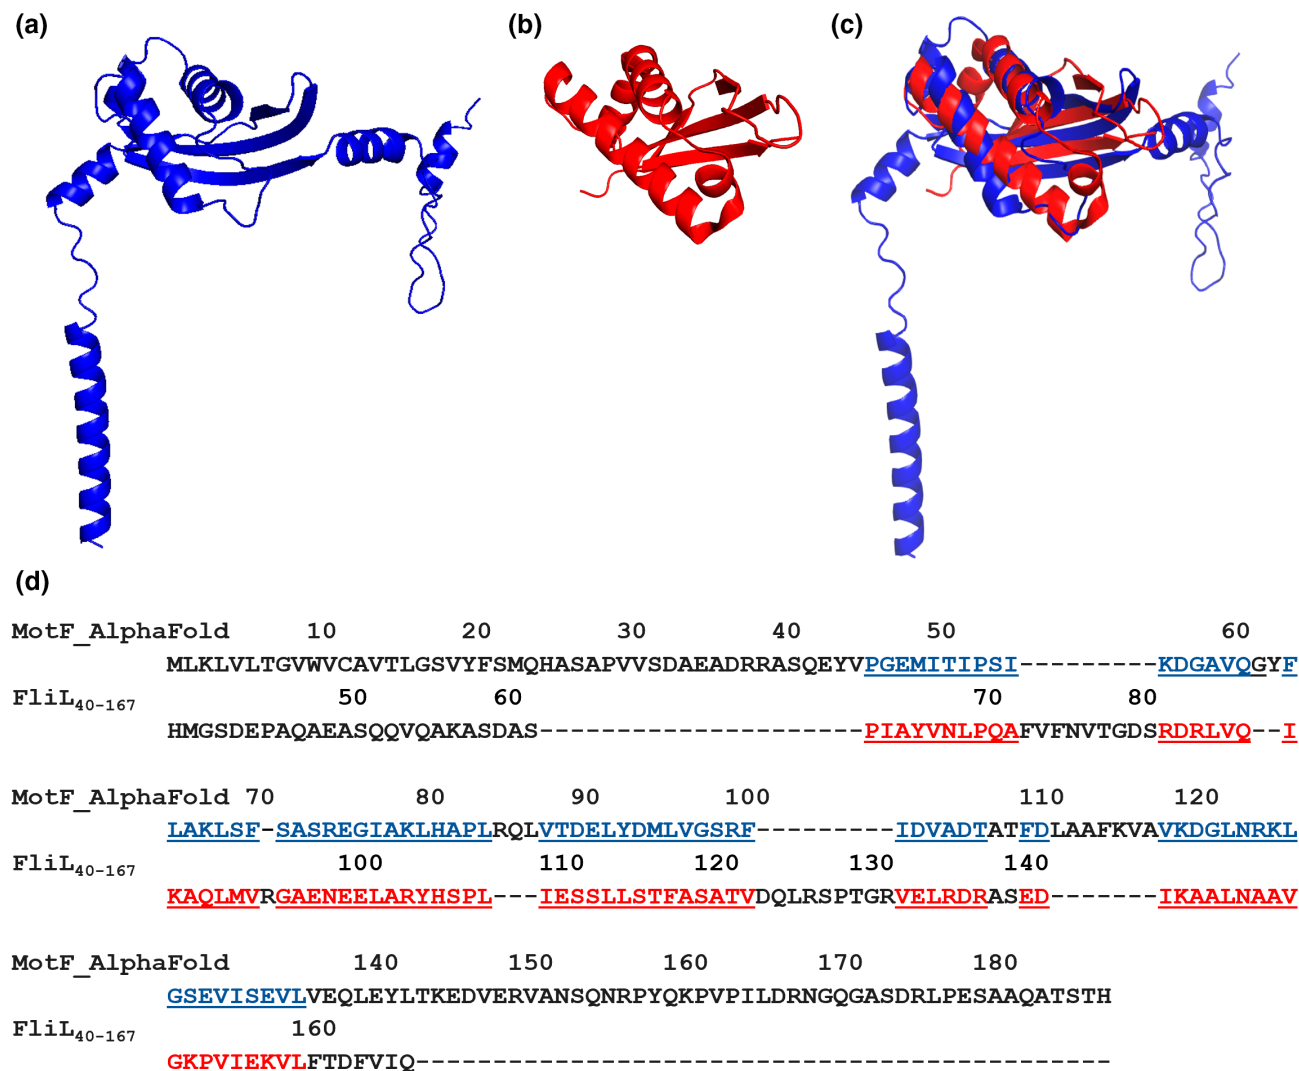 (a) (b) (c)
(d)
MotF_AlphaFold 10 20 30 40 50 60
MLKLVLTGVWVCAVTLGSVYFSMQHASAPVVSDAEADRRASQEYVPGEMITIPSI---------KDGAVQGYF
FliL40-167 50 60 70 80
HMGSDEPAQAEASQQVQAKASDAS---------------------PIAYVNLPQAFVFNVTGDSRDRLVQ--I
MotF_AlphaFold 70 80 90 100 110 120
LAKLSF-SASREGIAKLHAPLRQLVTDELYDMLVGSRF---------IDVADTATFDLAAFKVAVKDGLNRKL
FliL40-167 100 110 120 130 140
KAQLMVRGAENEELARYHSPL---IESSLLSTFASATVDQLRSPTGRVELRDRASED-------IKAALNAAV
MotF_AlphaFold 140 150 160 170 180
GSEVISEVLVEQLEYLTKEDVERVANSQNRPYQKPVPILDRNGQGASDRLPESAAQATSTH
FliL40-167 160
GKPVIEKVLFTDFVIQ---------------------------------------------